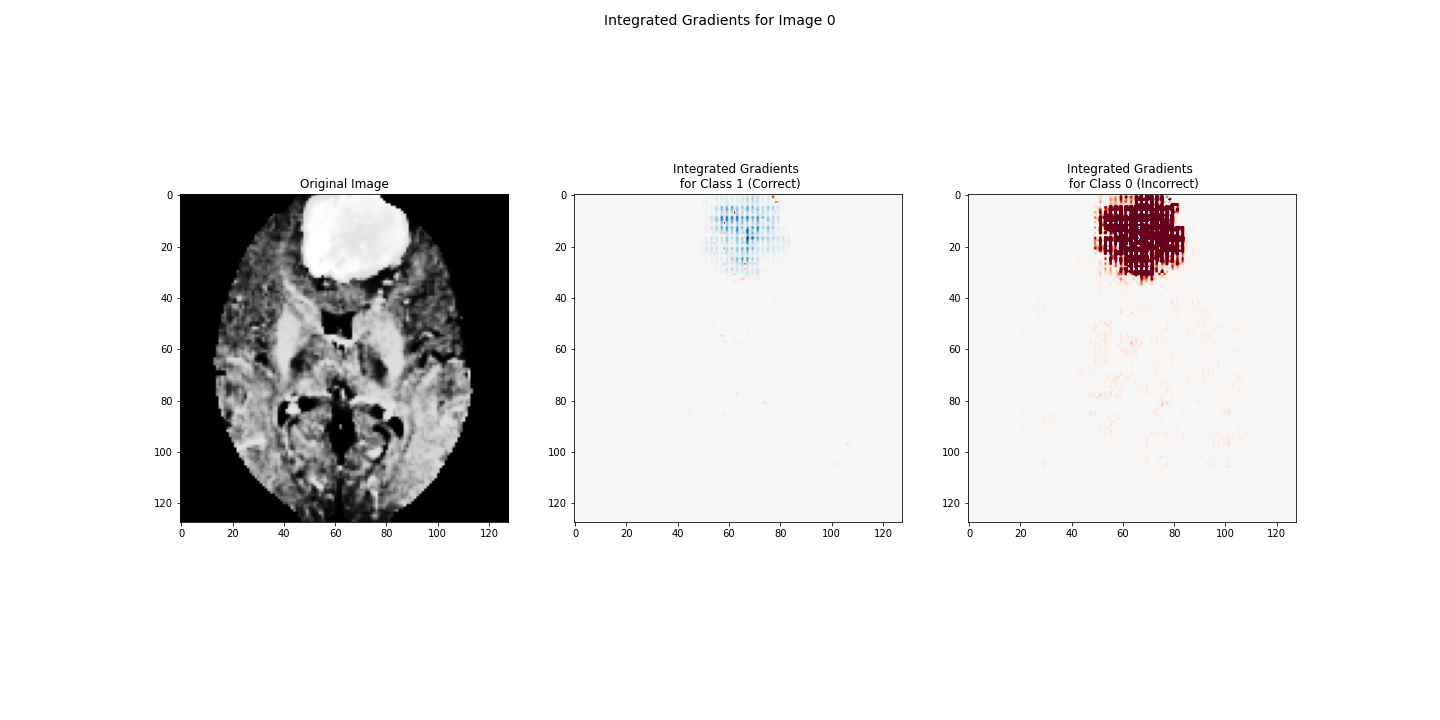 Integrated Gradients for Image 0
Original Image
0
20
40
60
80
100
120
0 20 40 60 80 100 120
Integrated Gradients
for Class 1 (Correct)
0
20
40
60
80
100
120
0 20 40 60 80 100 120
Integrated Gradients
for Class 0 (Incorrect)
0
20
40
60
80
100
120
0 20 40 60 80 100 120